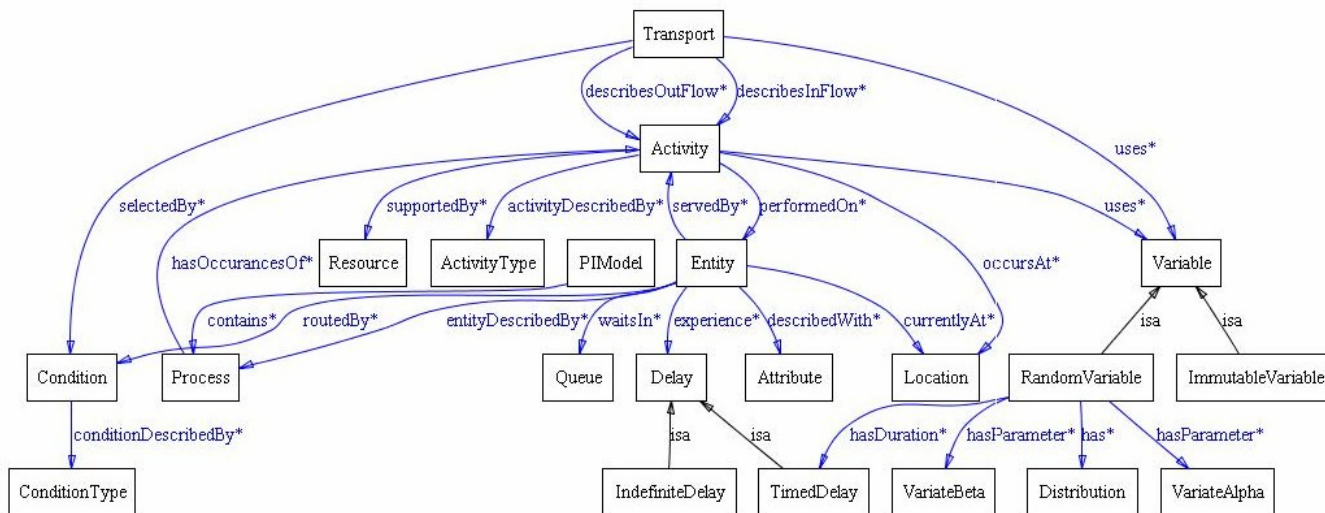 Transport
describesOutFlow*
describesInFlow*
Activity
uses*
selectedBy*
supportedBy*
activityDescribedBy*
servedBy*
performedOn*
uses*
hasOccurancesOf*
Resource
ActivityType
PIModel
Entity
occursAt*
Variable
contains*
routedBy*
entityDescribedBy*
waitsIn*
experience*
describedWith*
currentlyAt*
isa
isa
Condition
Process
Queue
Delay
Attribute
Location
RandomVariable
ImmutableVariable
conditionDescribedBy*
isa
isa
hasDuration*
hasParameter*
has*
hasParameter*
ConditionType
IndefiniteDelay
TimedDelay
VariateBeta
Distribution
VariateAlpha